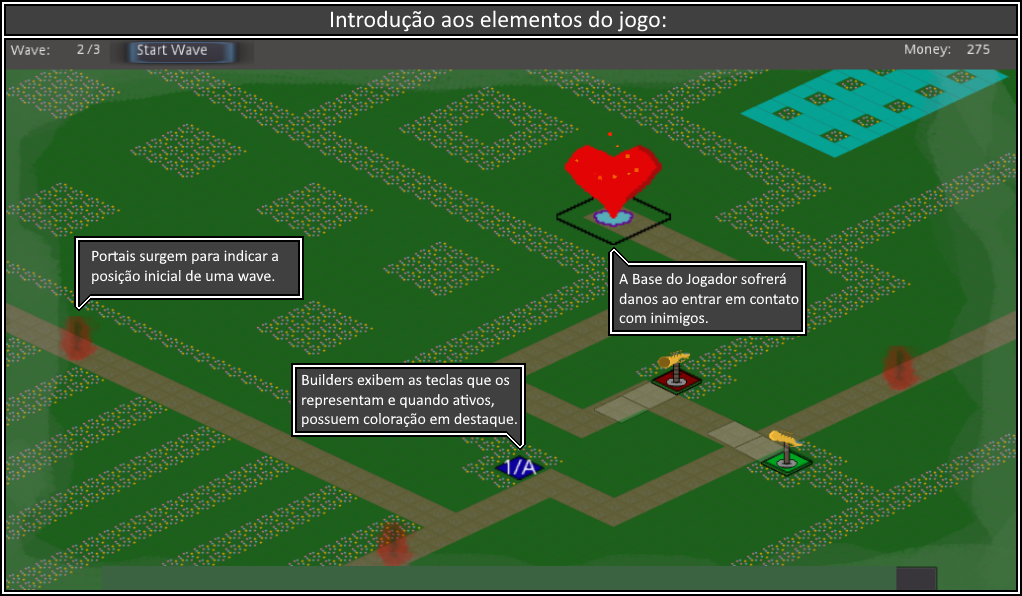 Introdução aos elementos do jogo:
Wave: 2/3 Start Wave Money: 275
Portais surgem para indicar a
posição inicial de uma wave.
A Base do Jogador sofrerá
danos ao entrar em contato
com inimigos.
Builders exibem as teclas que os
representam e quando ativos,
possuem coloração em destaque.
1/A